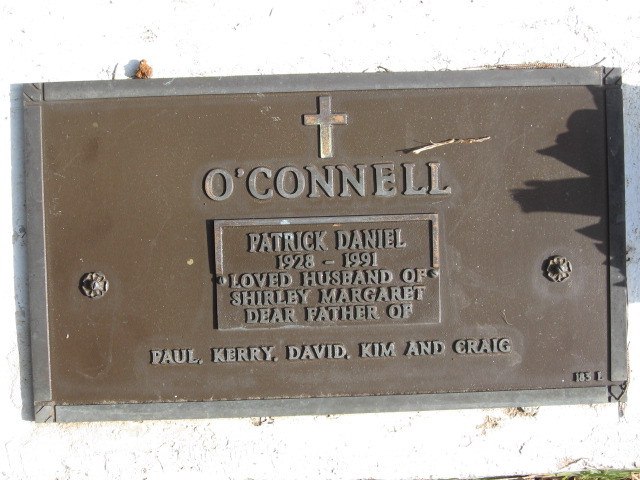 O'CONNELL
PATRICK DANIEL
1928 - 1991
LOVED HUSBAND OF
SHIRLEY MARGARET
DEAR FATHER OF
PAUL, KERRY, DAVID, KIM AND CRAIG